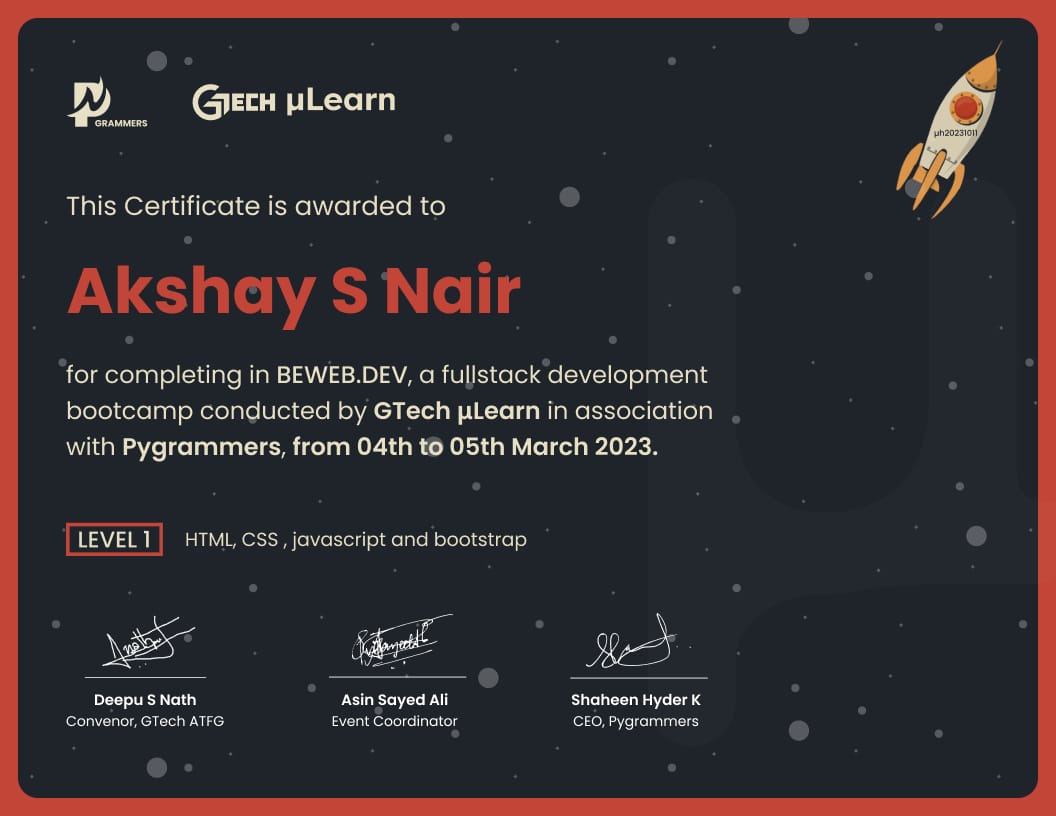 GRAMMERS
GTECH μLearn
μh20231011
This Certificate is awarded to
Akshay S Nair
for completing in BEWEB.DEV, a fullstack development
bootcamp conducted by GTech μLearn in association
with Pygrammers, from 04th to 05th March 2023.
LEVEL 1 HTML, CSS , javascript and bootstrap
Deepu S Nath Asin Sayed Ali Shaheen Hyder K
Convenor, GTech ATFG Event Coordinator CEO, Pygrammers